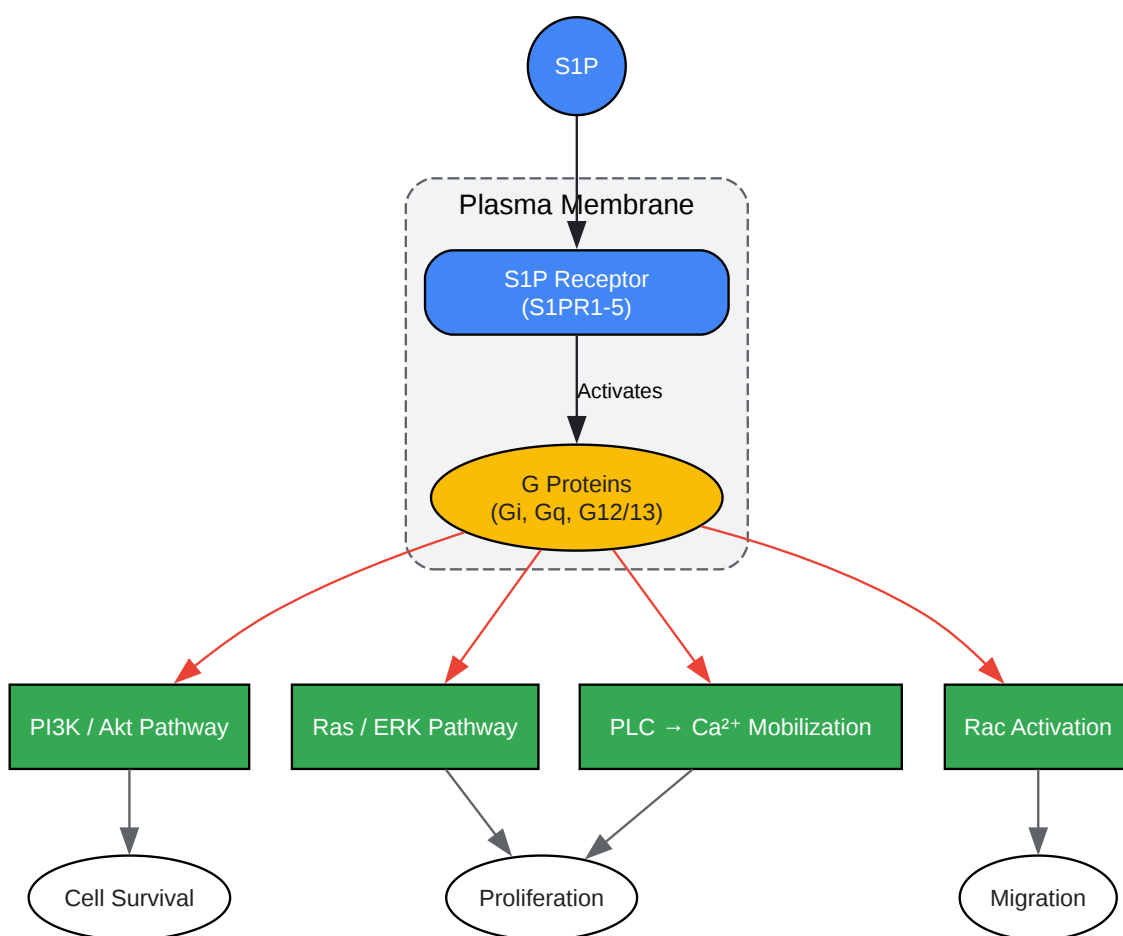 S1P
Plasma Membrane
S1P Receptor
(S1PR1-5)
Activates
G Proteins
(Gi, Gq, G12/13)
PI3K / Akt Pathway
Ras / ERK Pathway
PLC → Ca²⁺ Mobilization
Rac Activation
Cell Survival
Proliferation
Migration